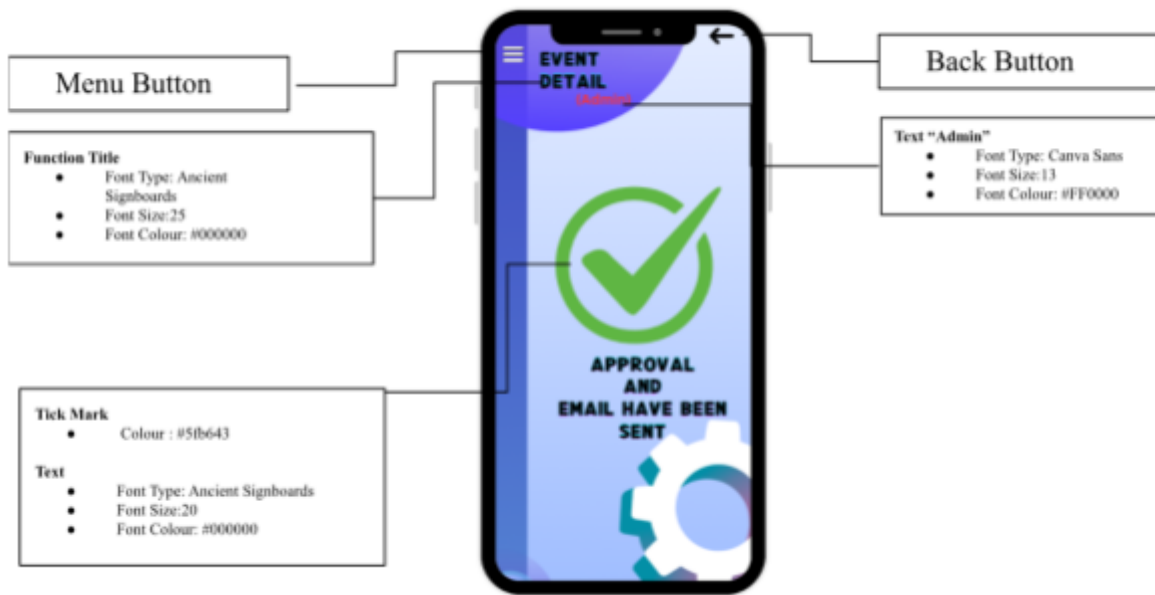 Menu Button
Back Button
EVENT
DETAIL
Function Title
● Font Type: Ancient
Signboards
● Font Size:25
● Font Colour: #000000
Text “Admin”
● Font Type: Canva Sans
● Font Size:13
● Font Colour: #FF0000
APPROVAL
AND
EMAIL HAVE BEEN
SENT
Tick Mark
● Colour : #5fb643
Text
● Font Type: Ancient Signboards
● Font Size:20
● Font Colour: #000000